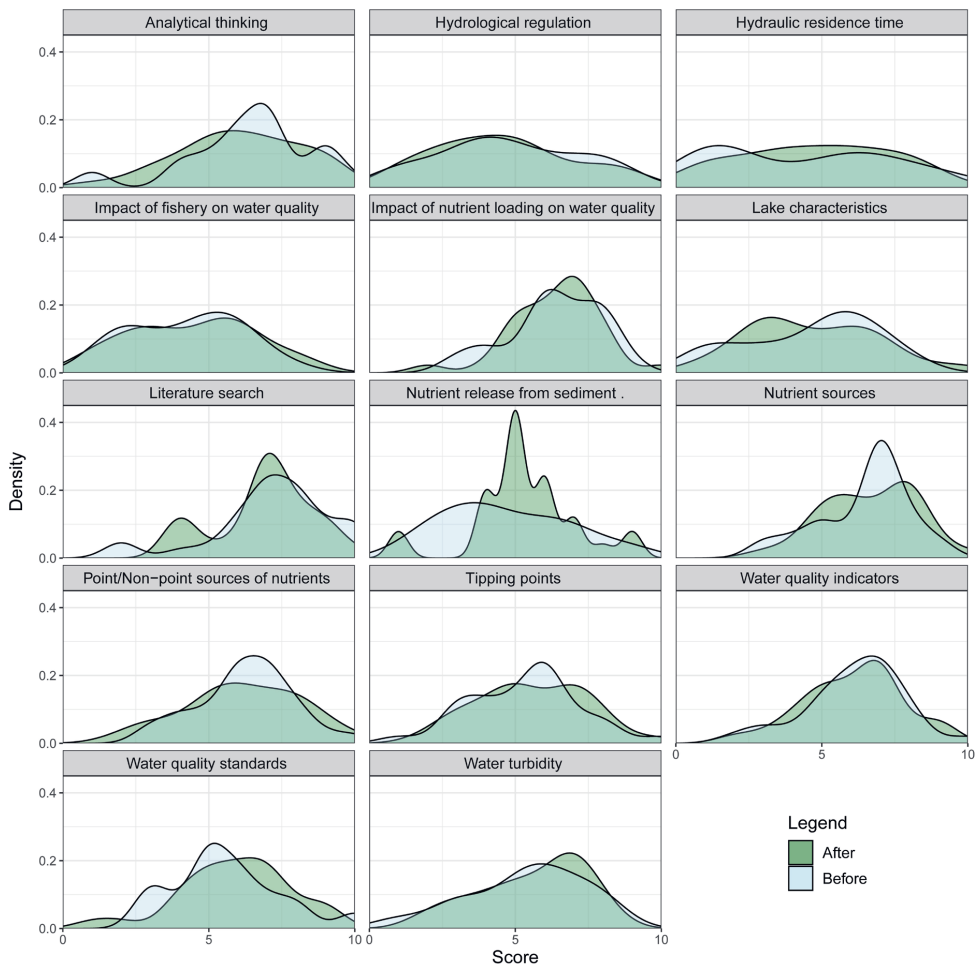 Analytical thinking
Hydrological regulation
Hydraulic residence time
0.4
0.2
0.0
Impact of fishery on water quality
Impact of nutrient loading on water quality
Lake characteristics
0.4
0.2
0.0
Literature search
Nutrient release from sediment .
Nutrient sources
0.4
0.2
0.0
Density
Point/Non−point sources of nutrients
Tipping points
Water quality indicators
0.4
0.2
0.0
0 5 10
Water quality standards
Water turbidity
0.4
0.2
0.0
0 5 10
0 5 10
Score
Legend
After
Before